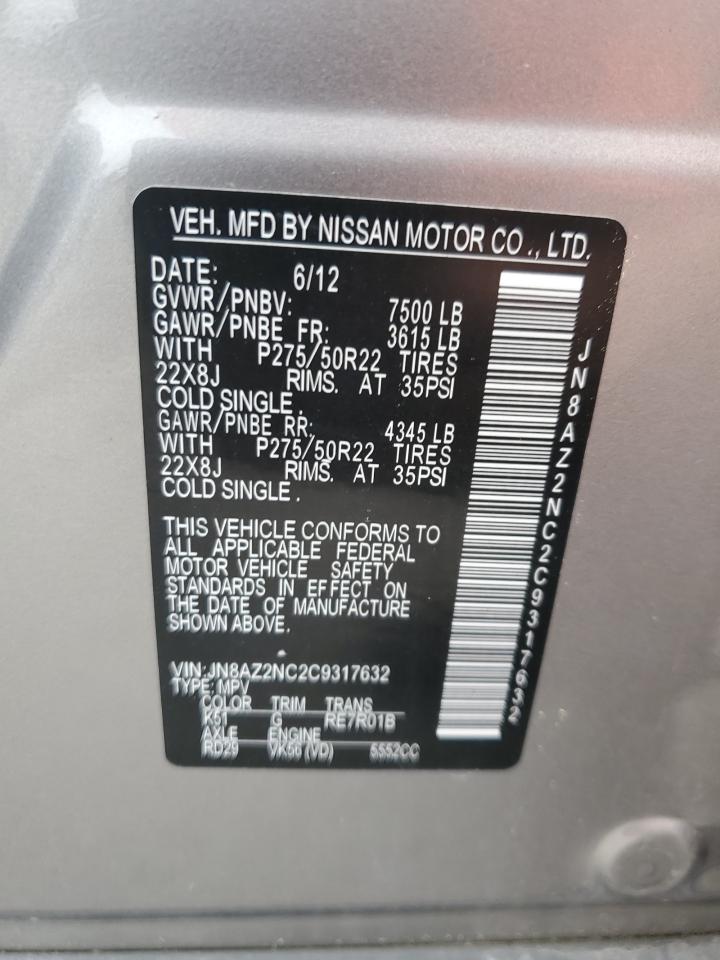 VEH. MFD BY NISSAN MOTOR CO ., LTD.
DATE: 6/12
GVWR/PNBV: 7500 LB
GAWR/PNBE FR: 3615 LB
WITH P275/50R22 TIRES
22X8J RIMS. AT 35PSI
COLD SINGLE .
GAWR/PNBE RR: 4345 LB
WITH P275/50R22 TIRES
22X8J RIMS. AT 35PSI
COLD SINGLE .
THIS VEHICLE CONFORMS TO
ALL APPLICABLE FEDERAL
MOTOR VEHICLE SAFETY
STANDARDS IN EFFECT ON
THE DATE OF MANUFACTURE
SHOWN ABOVE.
VIN:JN8AZ2NC2C9317632
TYPE: MPV
COLOR TRIM TRANS
K51 G RE7R01B
AXLE ENGINE
RD29 VK56 (VD) 5552CC
JN8AZ2NC2C9317632